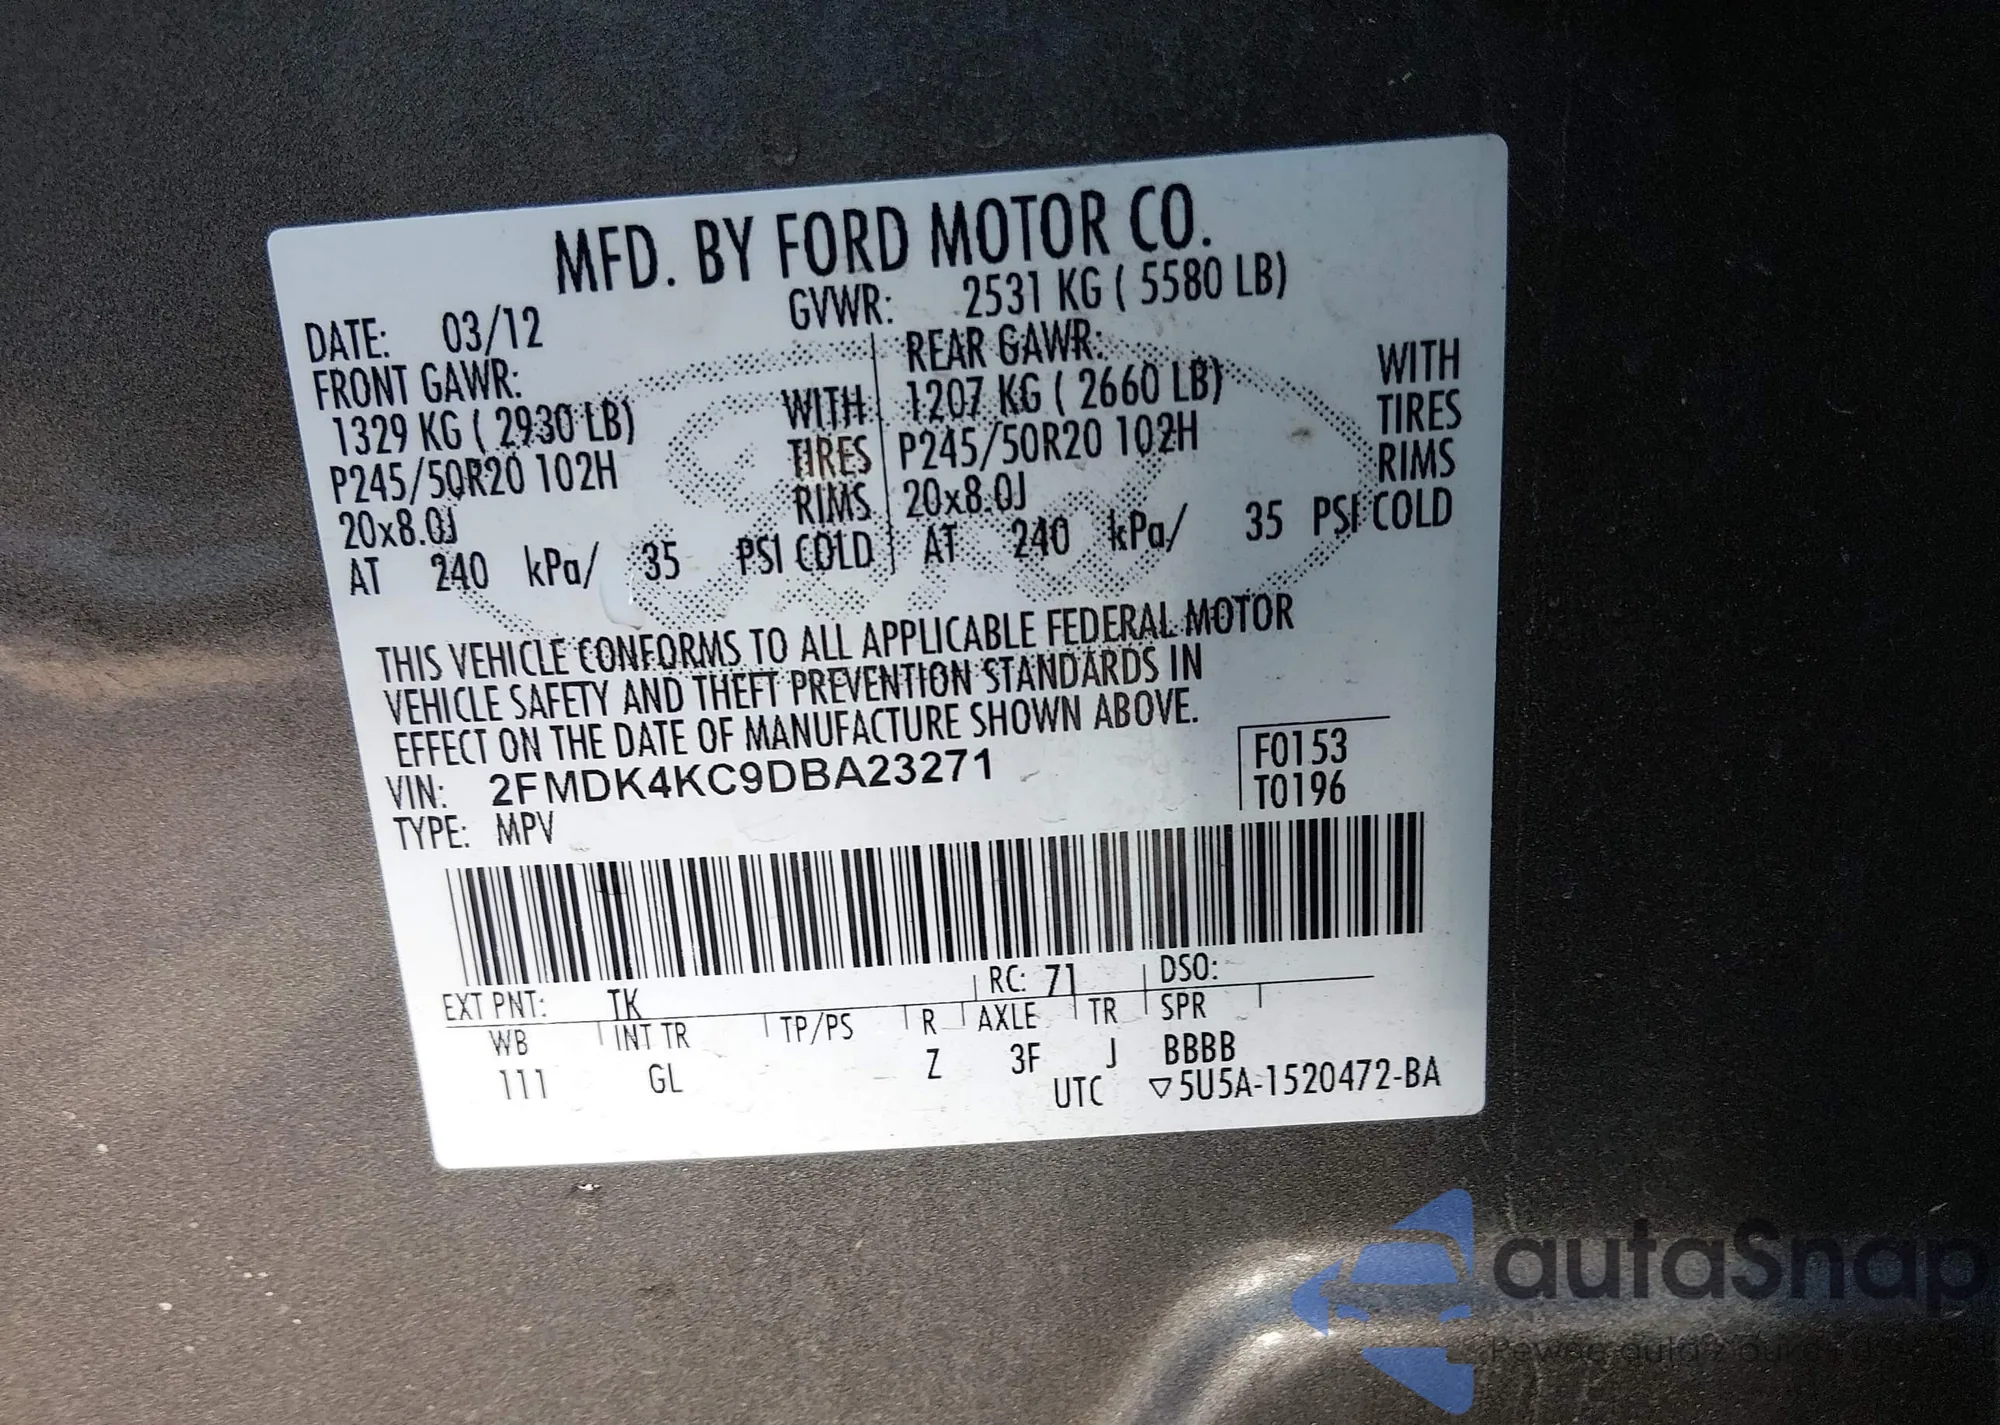 MFD. BY FORD MOTOR CO.
DATE: 03/12 GVWR: 2531 KG ( 5580 LB)
FRONT GAWR: REAR GAWR:
1329 KG ( 2930 LB) WITH 1207 KG ( 2660 LB) WITH
P245/50R20 102H TIRES P245/50R20 102H TIRES
20x8.0J RIMS 20x8.0J RIMS
AT 240 kPa/ 35 PSI COLD AT 240 kPa/ 35 PSI COLD
THIS VEHICLE CONFORMS TO ALL APPLICABLE FEDERAL MOTOR
VEHICLE SAFETY AND THEFT PREVENTION STANDARDS IN
EFFECT ON THE DATE OF MANUFACTURE SHOWN ABOVE.
VIN: 2FMDK4KC9DBA23271 F0153
TYPE: MPV T0196
EXT PNT: TK RC: 71 DSO:
WB INT TR TP/PS R AXLE TR SPR
111 GL Z 3F J BBBB
UTC ▽5U5A-1520472-BA
autaSnap
Pewne auta z